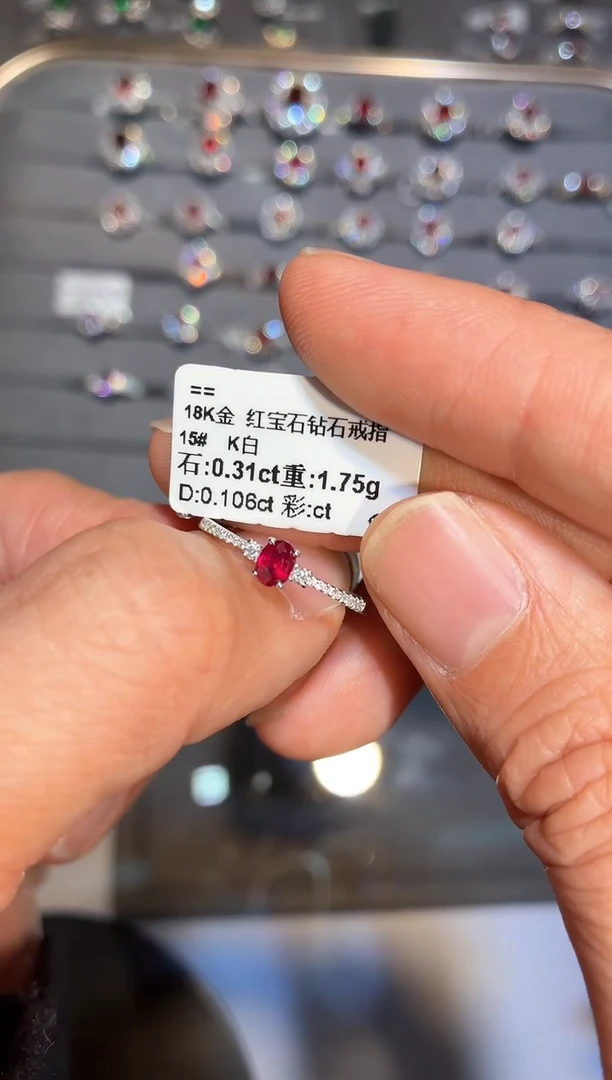 ==
18K金 红宝石钻石戒指
15# K白
石:0.31ct重:1.75g
D:0.106ct 彩:ct